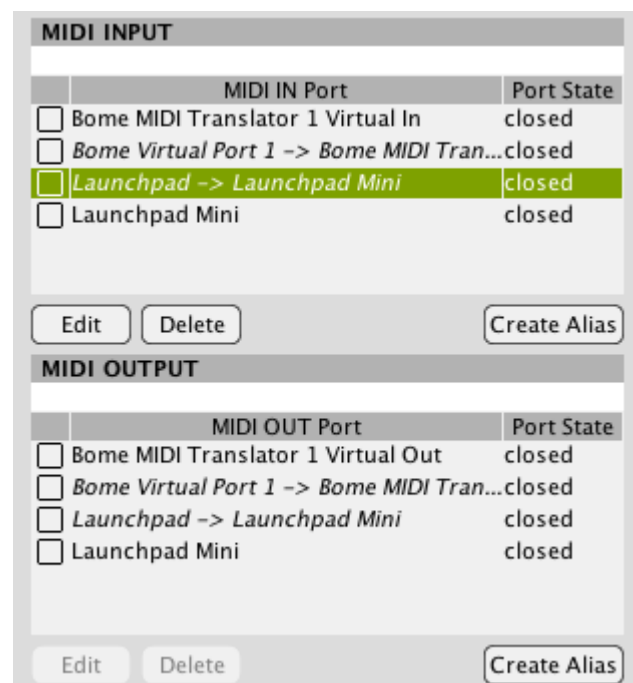 MIDI INPUT
MIDI IN Port Port State
Bome MIDI Translator 1 Virtual In closed
Bome Virtual Port 1 -> Bome MIDI Tran...closed
Launchpad -> Launchpad Mini closed
Launchpad Mini closed
Edit Delete Create Alias
MIDI OUTPUT
MIDI OUT Port Port State
Bome MIDI Translator 1 Virtual Out closed
Bome Virtual Port 1 -> Bome MIDI Tran...closed
Launchpad -> Launchpad Mini closed
Launchpad Mini closed
Edit Delete Create Alias